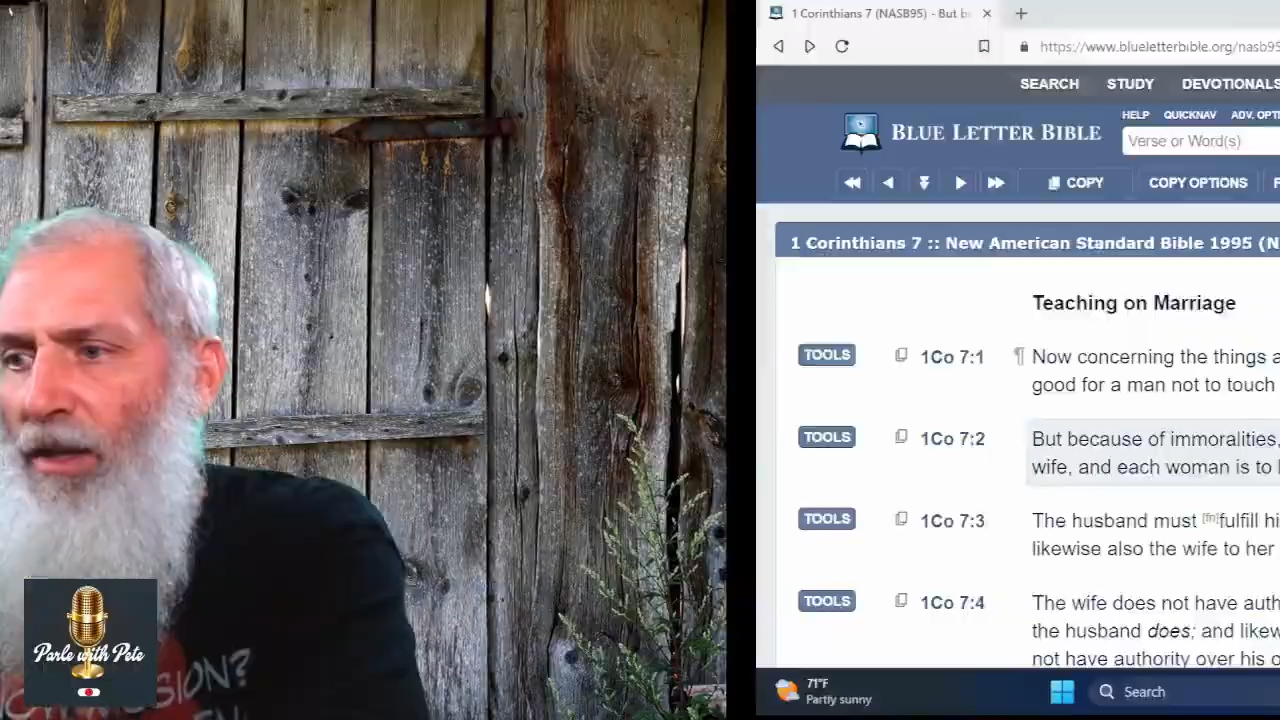 1 Corinthians 7 (NASB95) - But b
https://www.blueletterbible.org/nasb95
SEARCH STUDY DEVOTIONALS
HELP QUICKNAV ADV. OPTI
BLUE LETTER BIBLE
Verse or Word(s)
COPY COPY OPTIONS
1 Corinthians 7 :: New American Standard Bible 1995 (N
Teaching on Marriage
TOOLS 1Co 7:1 ¶ Now concerning the things a
good for a man not to touch
TOOLS 1Co 7:2 But because of immoralities,
wife, and each woman is to
TOOLS 1Co 7:3 The husband must [fn]fulfill hi
likewise also the wife to her
TOOLS 1Co 7:4 The wife does not have auth
the husband does; and likew
not have authority over his o
Parle with Pete
71°F
Partly sunny
Search